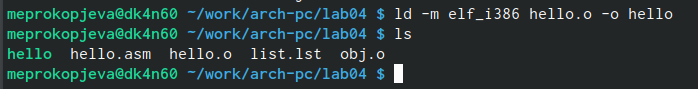 meprokopjeva@dk4n60 ~/work/arch-pc/lab04 $ ld -m elf_i386 hello.o -o hello
meprokopjeva@dk4n60 ~/work/arch-pc/lab04 $ ls
hello  hello.asm  hello.o  list.lst  obj.o
meprokopjeva@dk4n60 ~/work/arch-pc/lab04 $